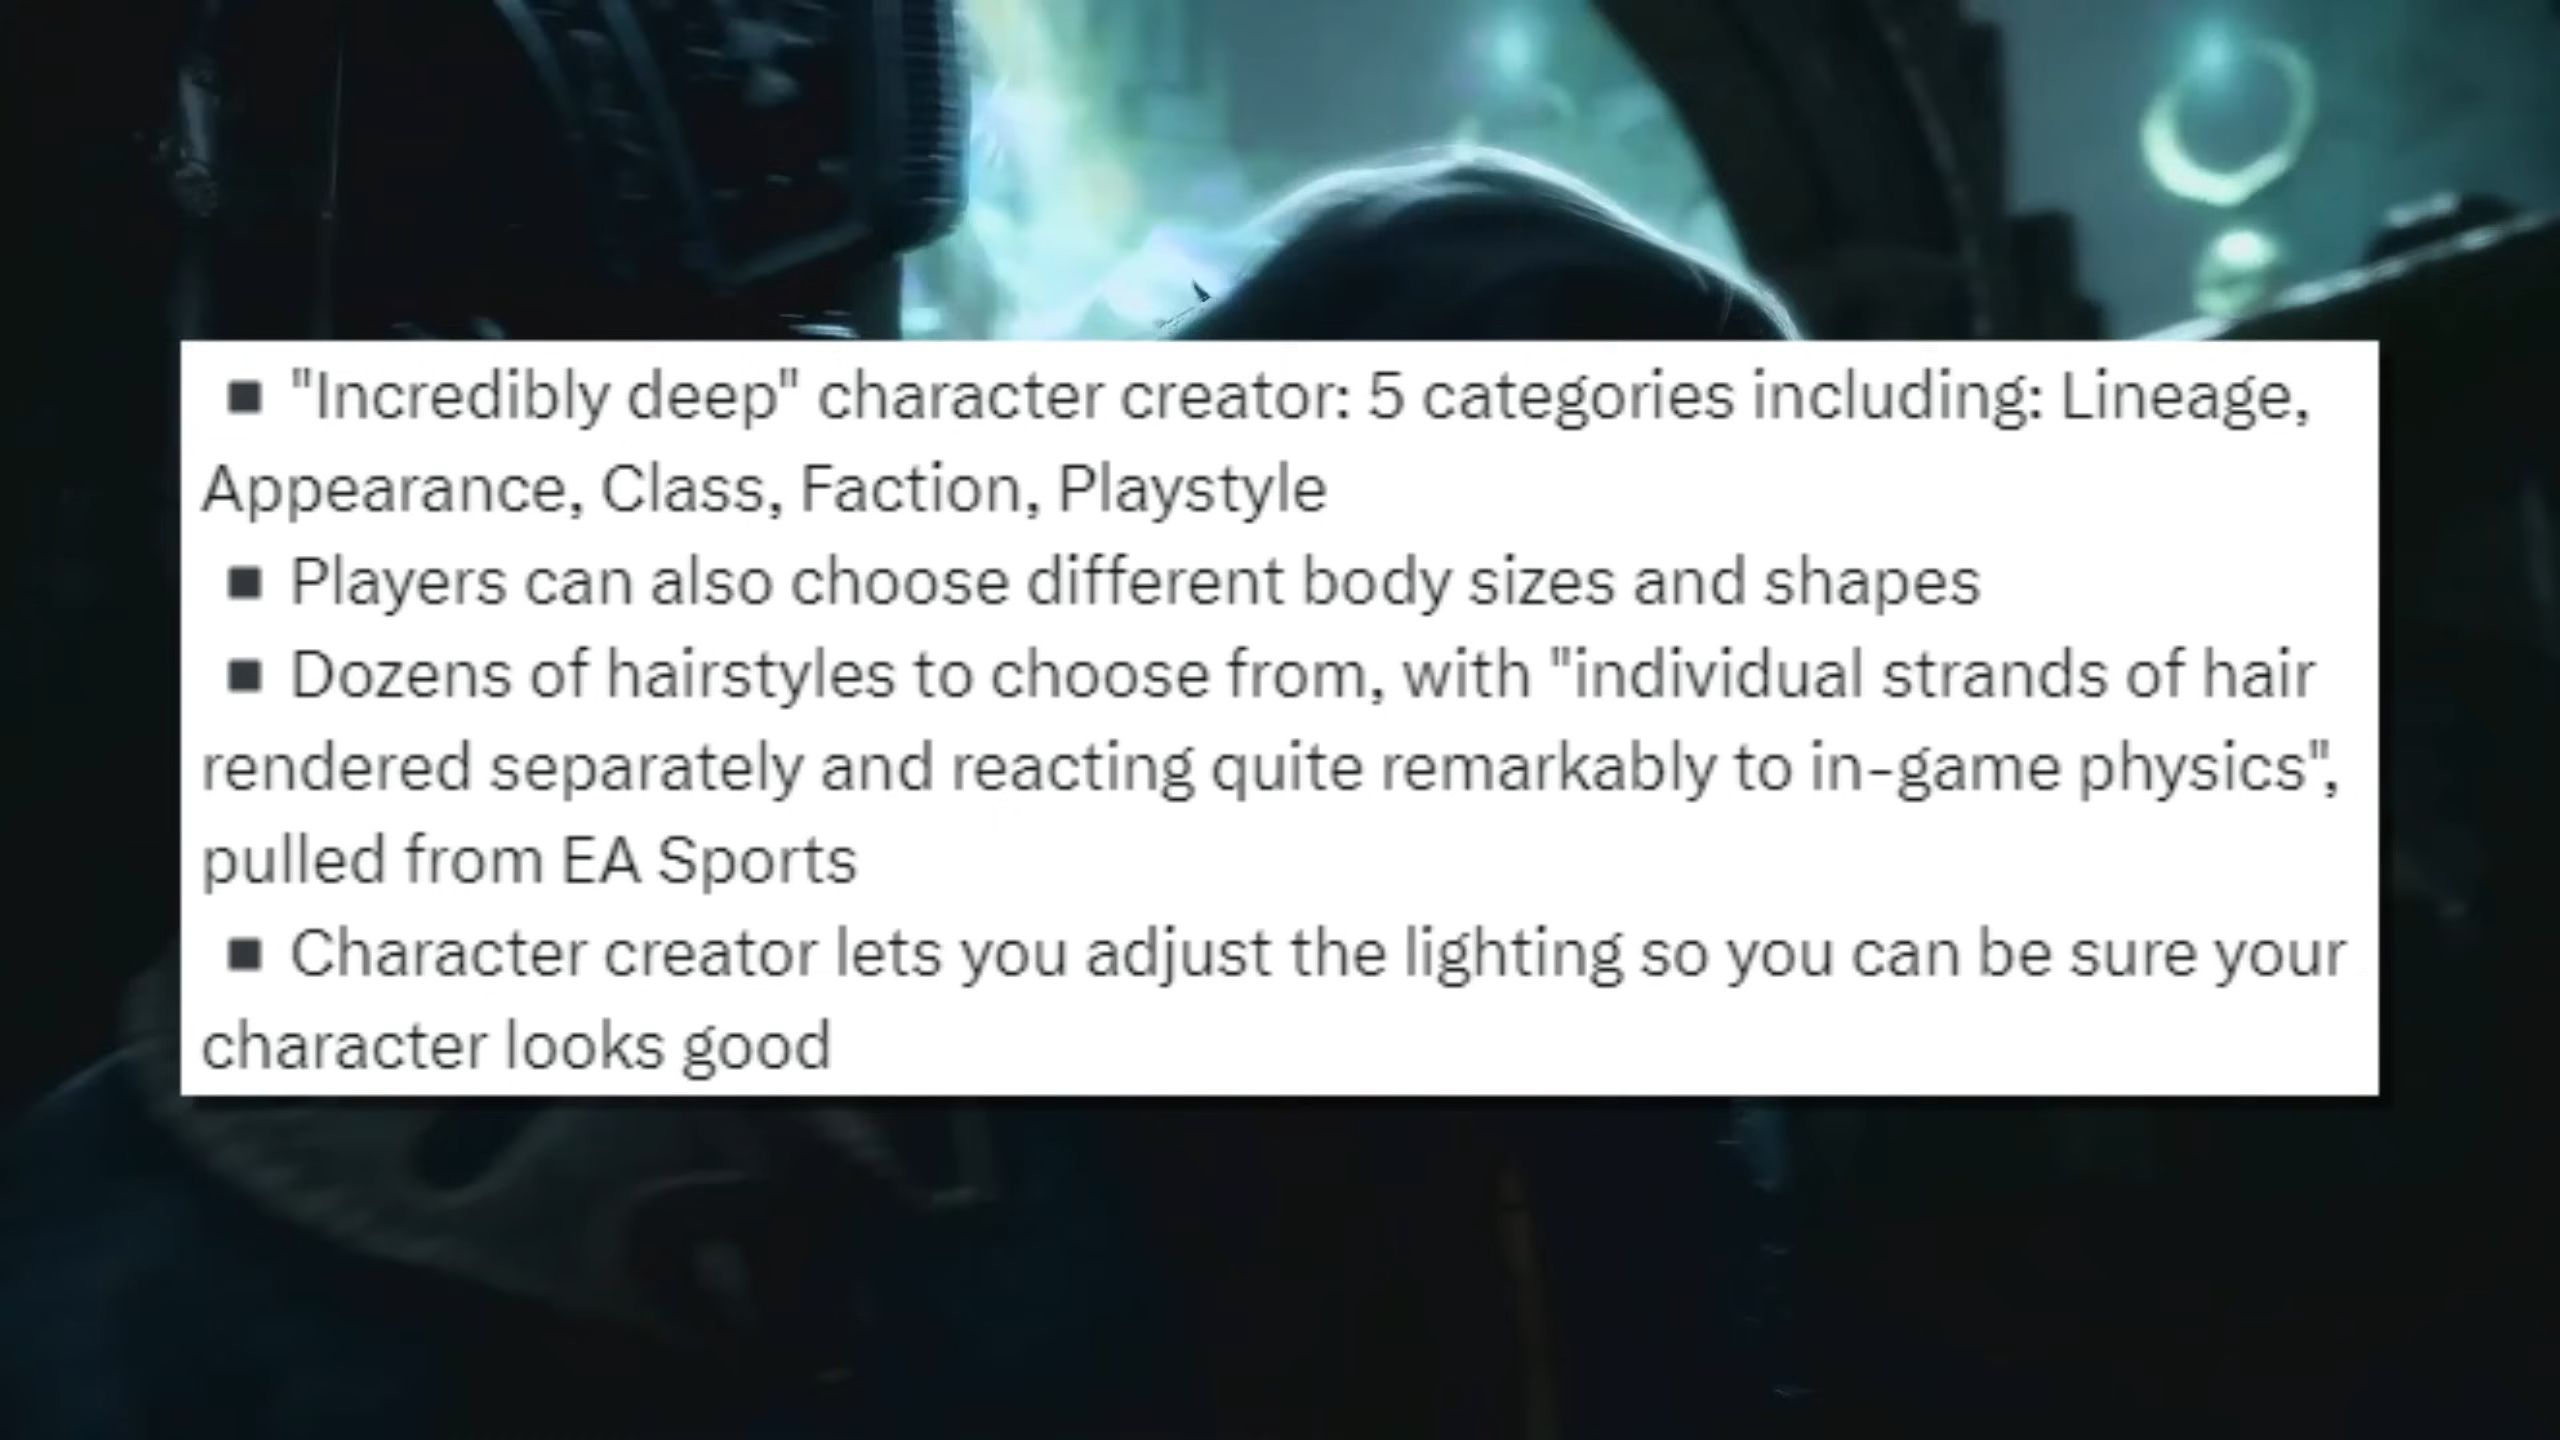 ▪ "Incredibly deep" character creator: 5 categories including: Lineage,
Appearance, Class, Faction, Playstyle
▪ Players can also choose different body sizes and shapes
▪ Dozens of hairstyles to choose from, with "individual strands of hair
rendered separately and reacting quite remarkably to in-game physics",
pulled from EA Sports
▪ Character creator lets you adjust the lighting so you can be sure your
character looks good